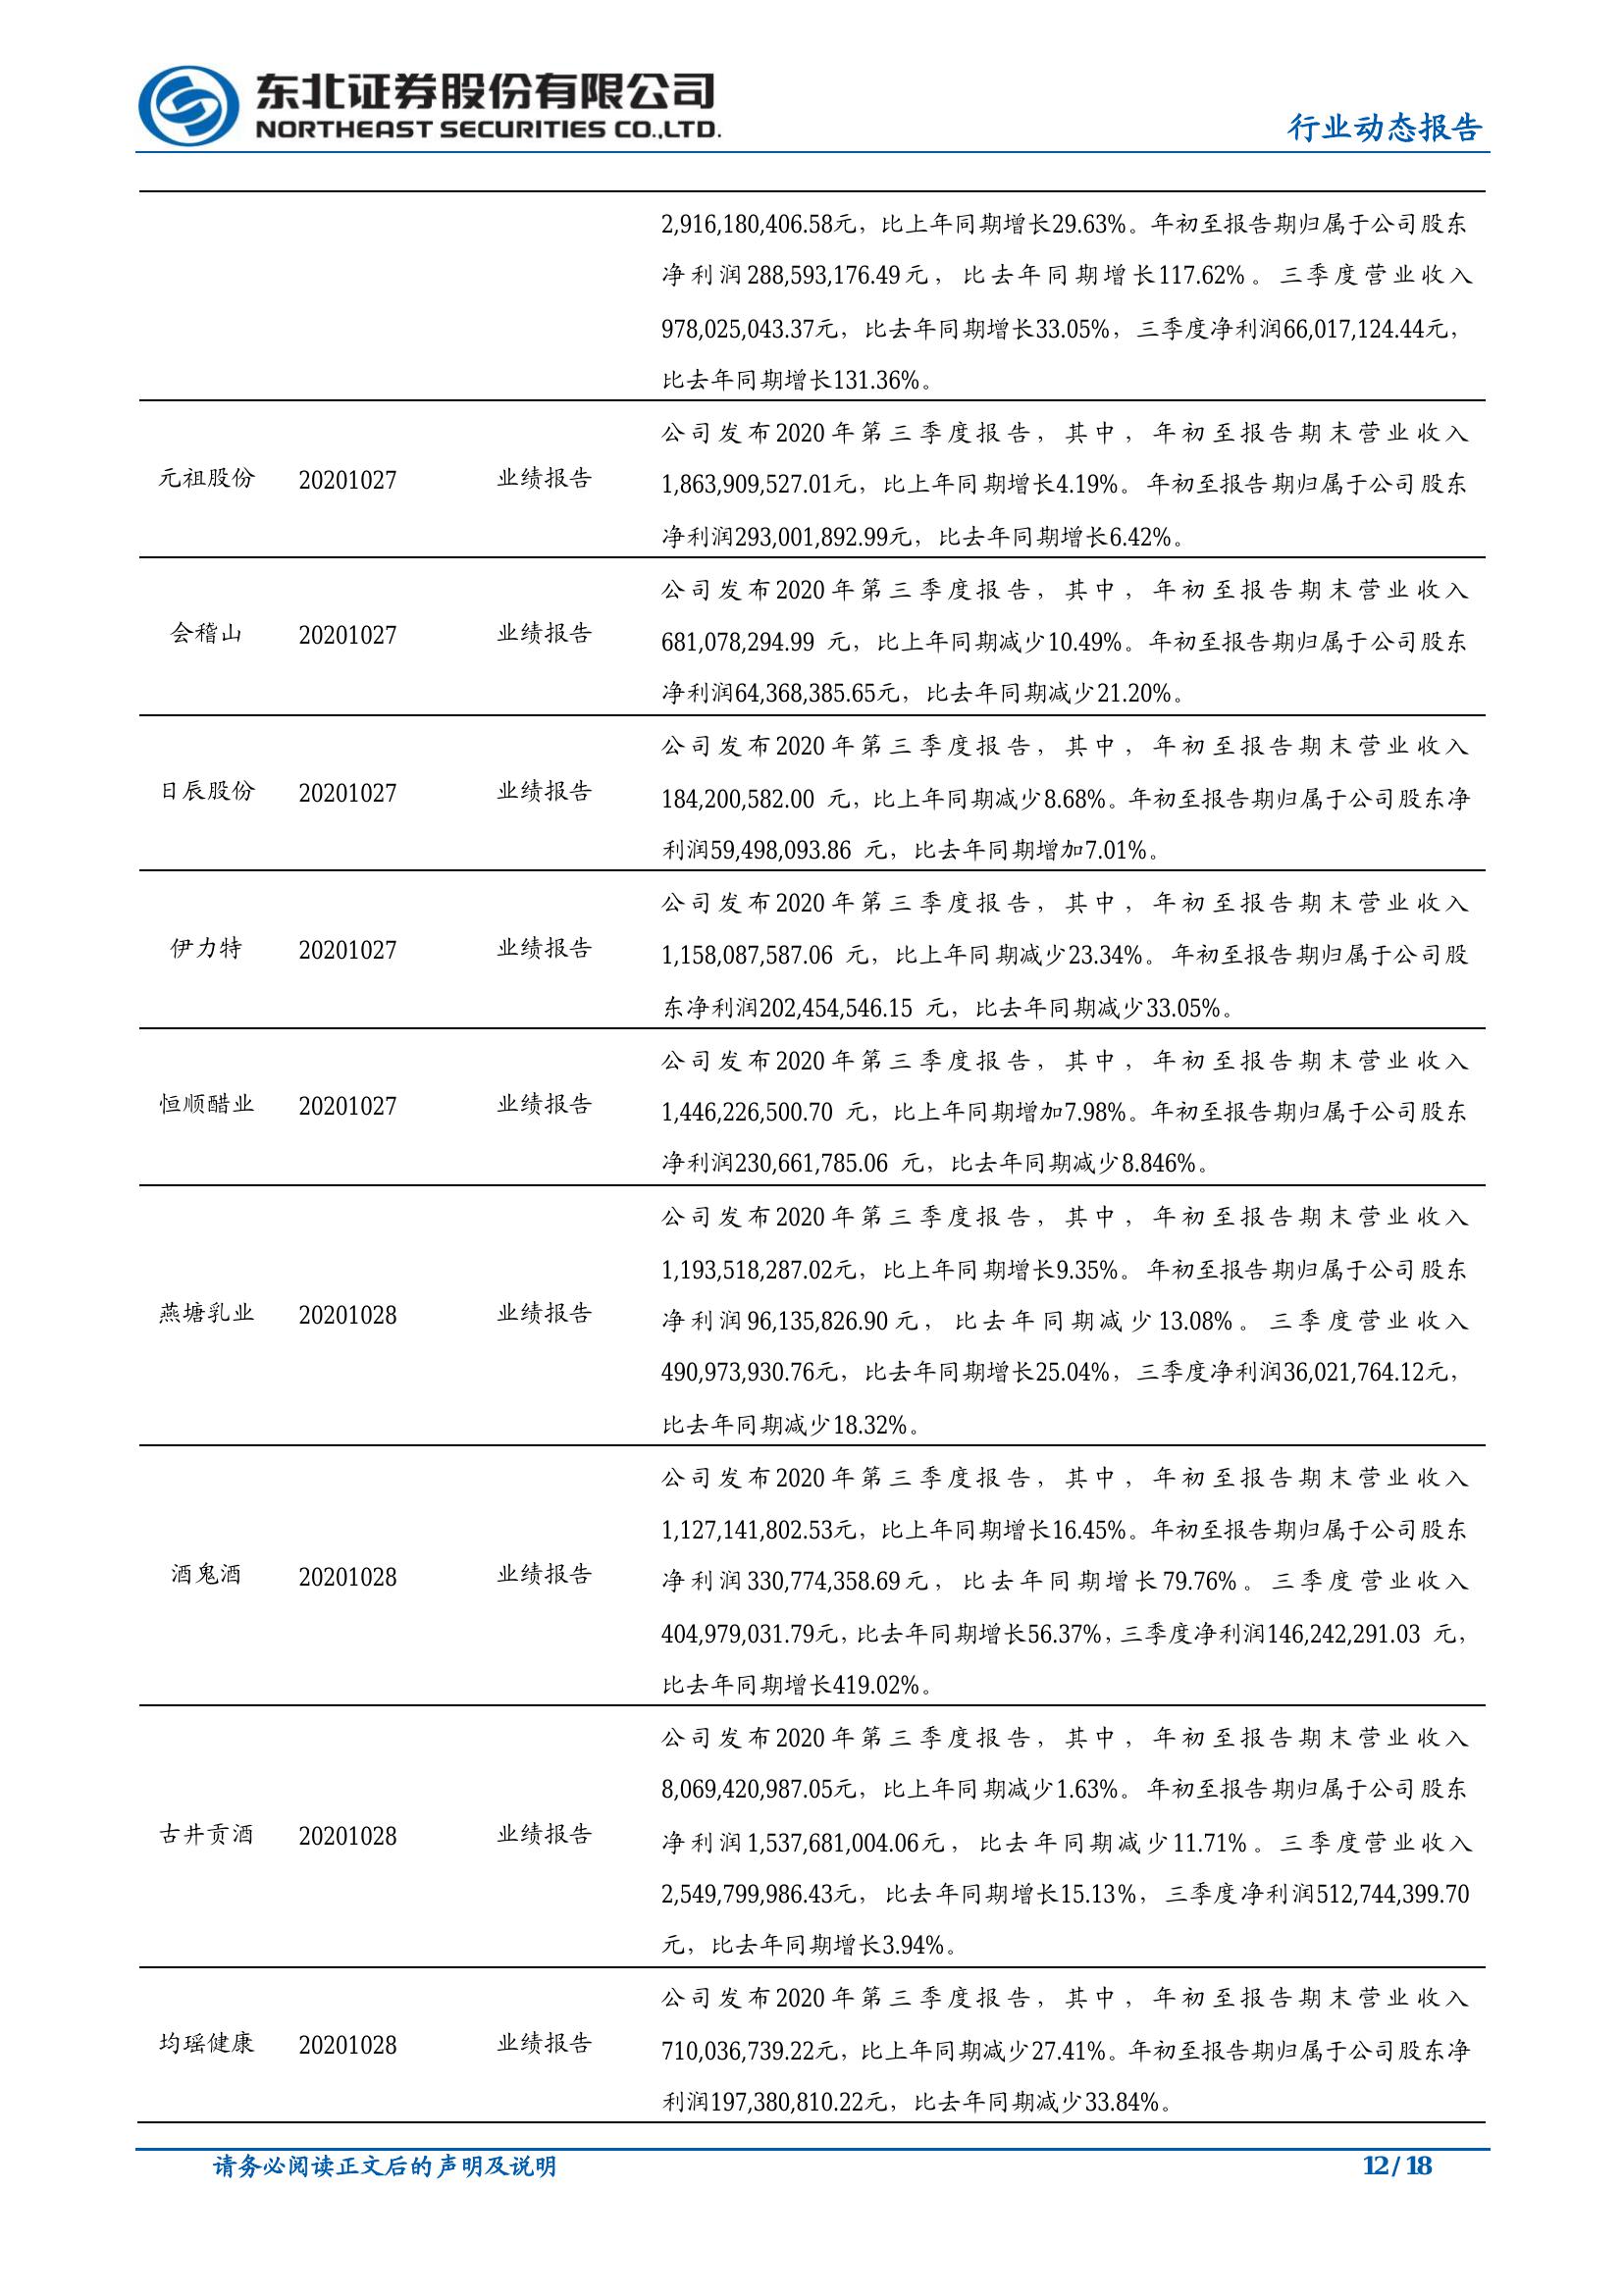 东北证券股份有限公司
NORTHEAST SECURITIES CO.,LTD.
行业动态报告
2,916,180,406.58元，比上年同期增长29.63%。年初至报告期归属于公司股东
净利润288,593,176.49元，比去年同期增长117.62%。三季度营业收入
978,025,043.37元，比去年同期增长33.05%，三季度净利润66,017,124.44元，
比去年同期增长131.36%。
元祖股份 20201027 业绩报告
公司发布2020年第三季度报告，其中，年初至报告期末营业收入
1,863,909,527.01元，比上年同期增长4.19%。年初至报告期归属于公司股东
净利润293,001,892.99元，比去年同期增长6.42%。
会稽山 20201027 业绩报告
公司发布2020年第三季度报告，其中，年初至报告期末营业收入
681,078,294.99 元，比上年同期减少10.49%。年初至报告期归属于公司股东
净利润64,368,385.65元，比去年同期减少21.20%。
日辰股份 20201027 业绩报告
公司发布2020年第三季度报告，其中，年初至报告期末营业收入
184,200,582.00 元，比上年同期减少8.68%。年初至报告期归属于公司股东净
利润59,498,093.86 元，比去年同期增加7.01%。
伊力特 20201027 业绩报告
公司发布2020年第三季度报告，其中，年初至报告期末营业收入
1,158,087,587.06 元，比上年同期减少23.34%。年初至报告期归属于公司股
东净利润202,454,546.15 元，比去年同期减少33.05%。
恒顺醋业 20201027 业绩报告
公司发布2020年第三季度报告，其中，年初至报告期末营业收入
1,446,226,500.70 元，比上年同期增加7.98%。年初至报告期归属于公司股东
净利润230,661,785.06 元，比去年同期减少8.846%。
燕塘乳业 20201028 业绩报告
公司发布2020年第三季度报告，其中，年初至报告期末营业收入
1,193,518,287.02元，比上年同期增长9.35%。年初至报告期归属于公司股东
净利润96,135,826.90元，比去年同期减少13.08%。三季度营业收入
490,973,930.76元，比去年同期增长25.04%，三季度净利润36,021,764.12元，
比去年同期减少18.32%。
酒鬼酒 20201028 业绩报告
公司发布2020年第三季度报告，其中，年初至报告期末营业收入
1,127,141,802.53元，比上年同期增长16.45%。年初至报告期归属于公司股东
净利润330,774,358.69元，比去年同期增长79.76%。三季度营业收入
404,979,031.79元，比去年同期增长56.37%，三季度净利润146,242,291.03 元，
比去年同期增长419.02%。
古井贡酒 20201028 业绩报告
公司发布2020年第三季度报告，其中，年初至报告期末营业收入
8,069,420,987.05元，比上年同期减少1.63%。年初至报告期归属于公司股东
净利润1,537,681,004.06元，比去年同期减少11.71%。三季度营业收入
2,549,799,986.43元，比去年同期增长15.13%，三季度净利润512,744,399.70
元，比去年同期增长3.94%。
均瑶健康 20201028 业绩报告
公司发布2020年第三季度报告，其中，年初至报告期末营业收入
710,036,739.22元，比上年同期减少27.41%。年初至报告期归属于公司股东净
利润197,380,810.22元，比去年同期减少33.84%。
请务必阅读正文后的声明及说明
12 / 18